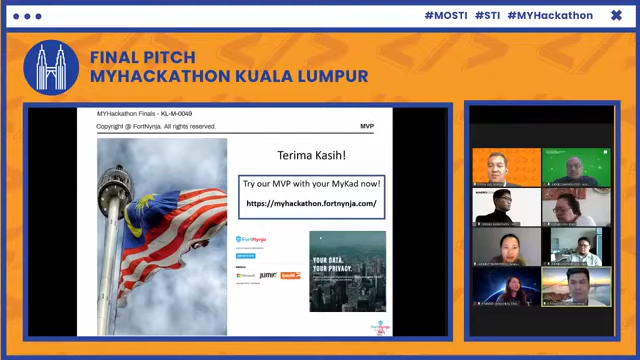 #MOSTI #STI #MYHackathon
FINAL PITCH
MYHACKATHON KUALA LUMPUR
MYHackathon Finals - KL-M-0049
Copyright @ FortNynja. All rights reserved.
MVP
Terima Kasih!
Try our MVP with your MyKad now!
https://myhackathon.fortnynja.com/
FortNynja
Microsoft
YOUR DATA.
YOUR PRIVACY.